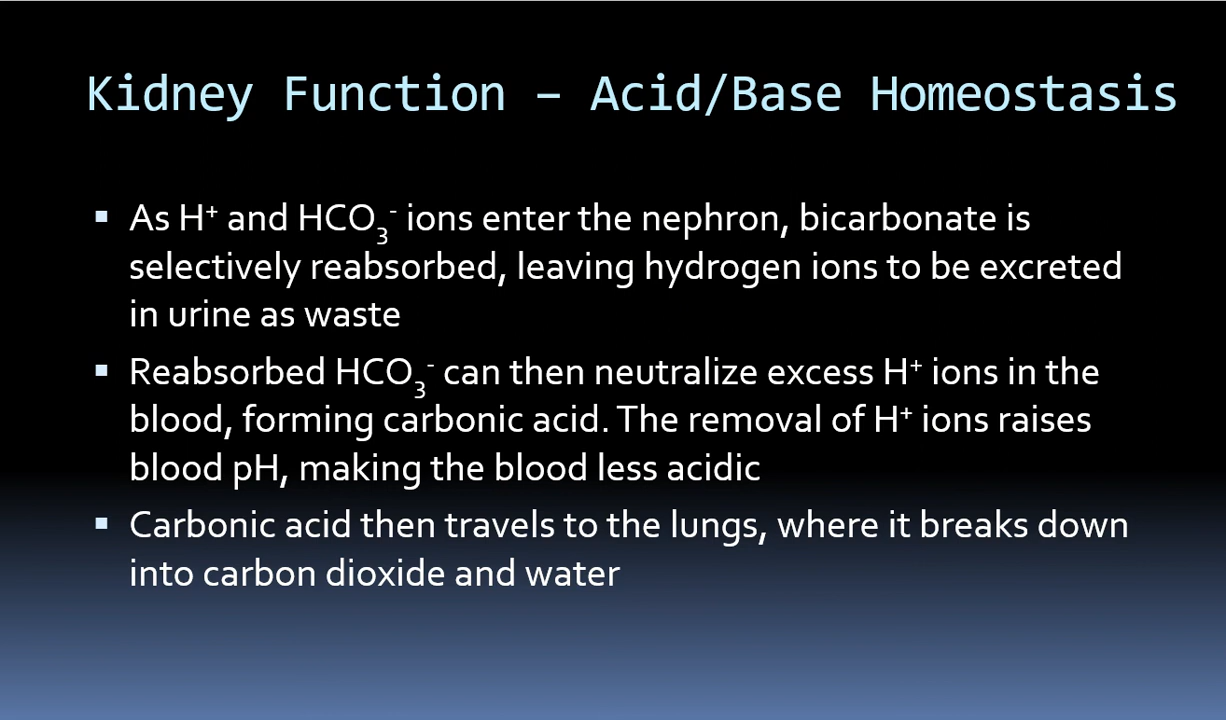 Kidney Function – Acid/Base Homeostasis
▪ As H⁺ and HCO₃⁻ ions enter the nephron, bicarbonate is
selectively reabsorbed, leaving hydrogen ions to be excreted
in urine as waste
▪ Reabsorbed HCO₃⁻ can then neutralize excess H⁺ ions in the
blood, forming carbonic acid. The removal of H⁺ ions raises
blood pH, making the blood less acidic
▪ Carbonic acid then travels to the lungs, where it breaks down
into carbon dioxide and water